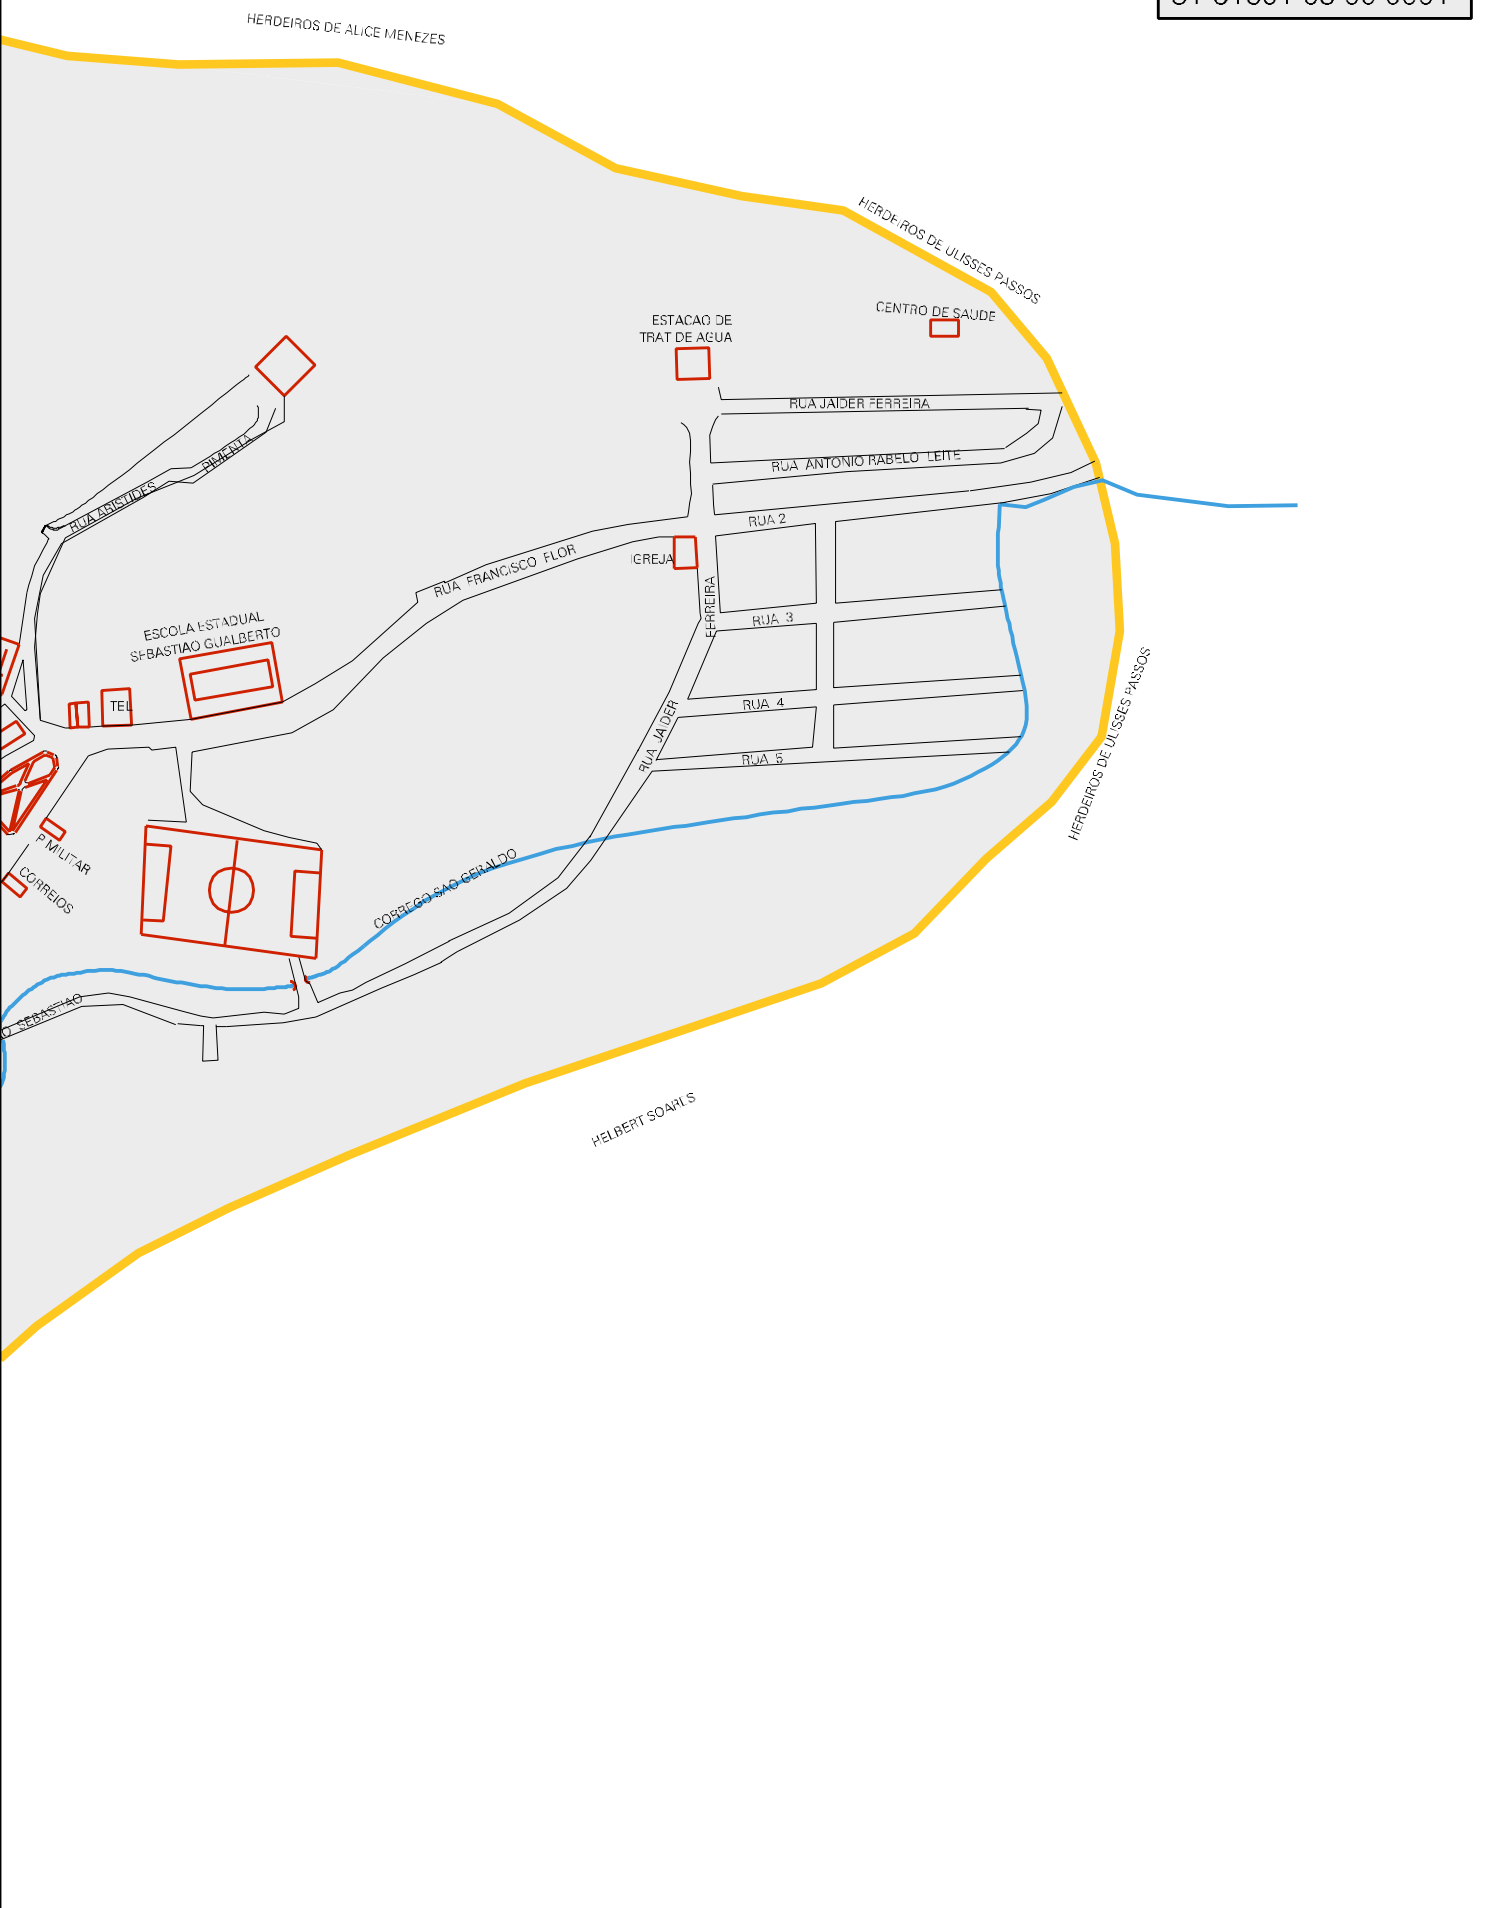 HERDEIROS DE ALICE MENEZES
HERDEIROS DE ULISSES PASSOS
CENTRO DE SAUDE
ESTACAO DE
TRAT DE AGUA
RUA JAIDER FERREIRA
RUA ANTONIO RABELO LEITE
PIMENTA
RUA ARISTIDES
RUA 2
RUA FRANCISCO FLOR
IGREJA
FERREIRA
RUA 3
ESCOLA ESTADUAL
SEBASTIAO GUALBERTO
TEL
RUA 4
RUA JAIDER
RUA 5
HERDEIROS DE ULISSES PASSOS
P MILITAR
CORREIOS
CORREGO SAO GERALDO
O SEBASTIAO
HELBERT SOARES